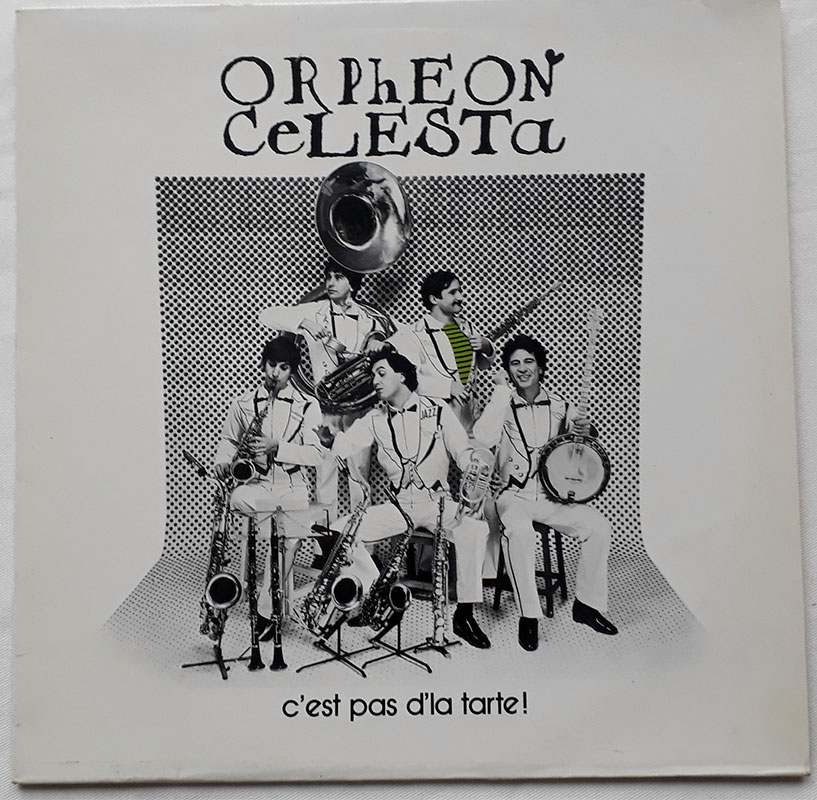 ORPhEON
CeLESTa
JAZZ
c'est pas d'la tarte!